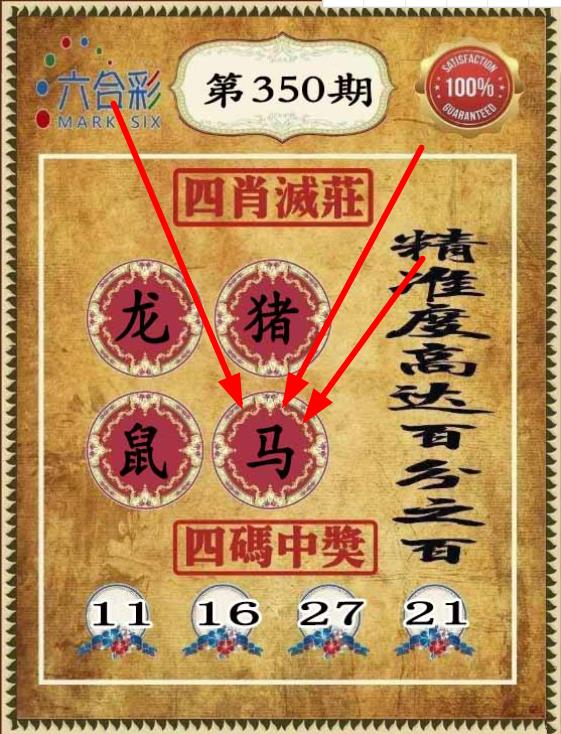 六合彩
MARK SIX
第350期
SATISFACTION
100%
GUARANTEED
四肖滅莊
龙
猪
鼠
马
精准度高达百分之百
四碼中獎
11
16
27
21